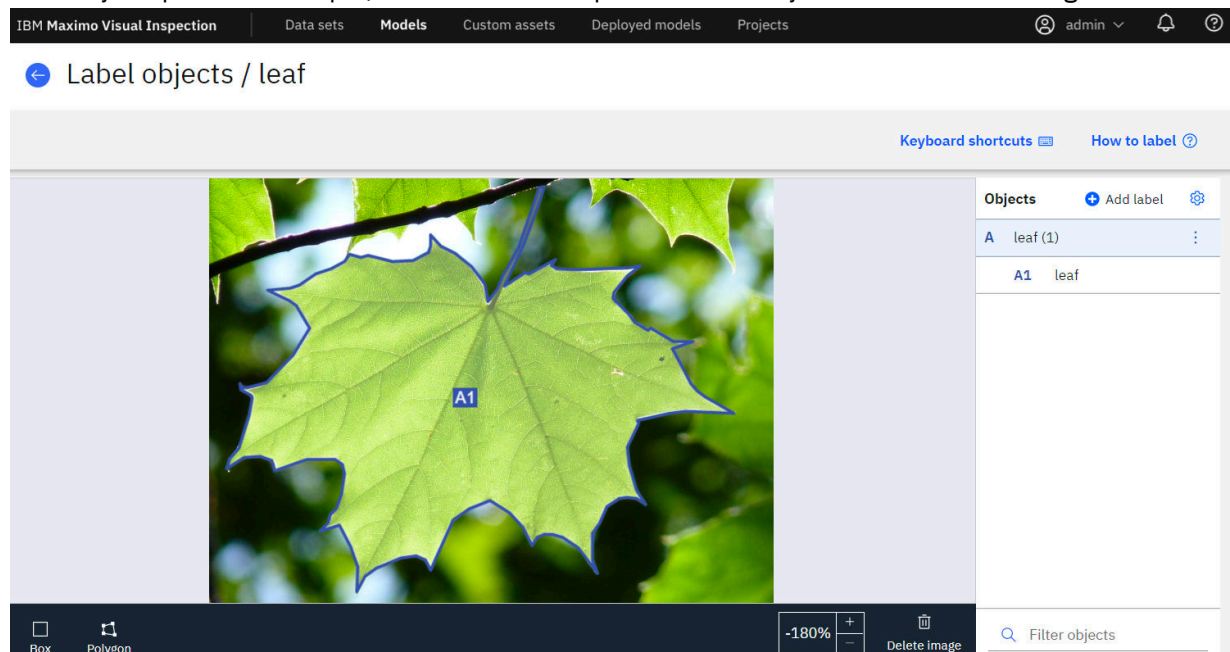 IBM Maximo Visual Inspection Data sets Models Custom assets Deployed models Projects admin
Label objects / leaf
Keyboard shortcuts How to label
Objects Add label
A leaf (1)
A1 leaf
A1
-180% + −
Box Polygon Delete image
Filter objects